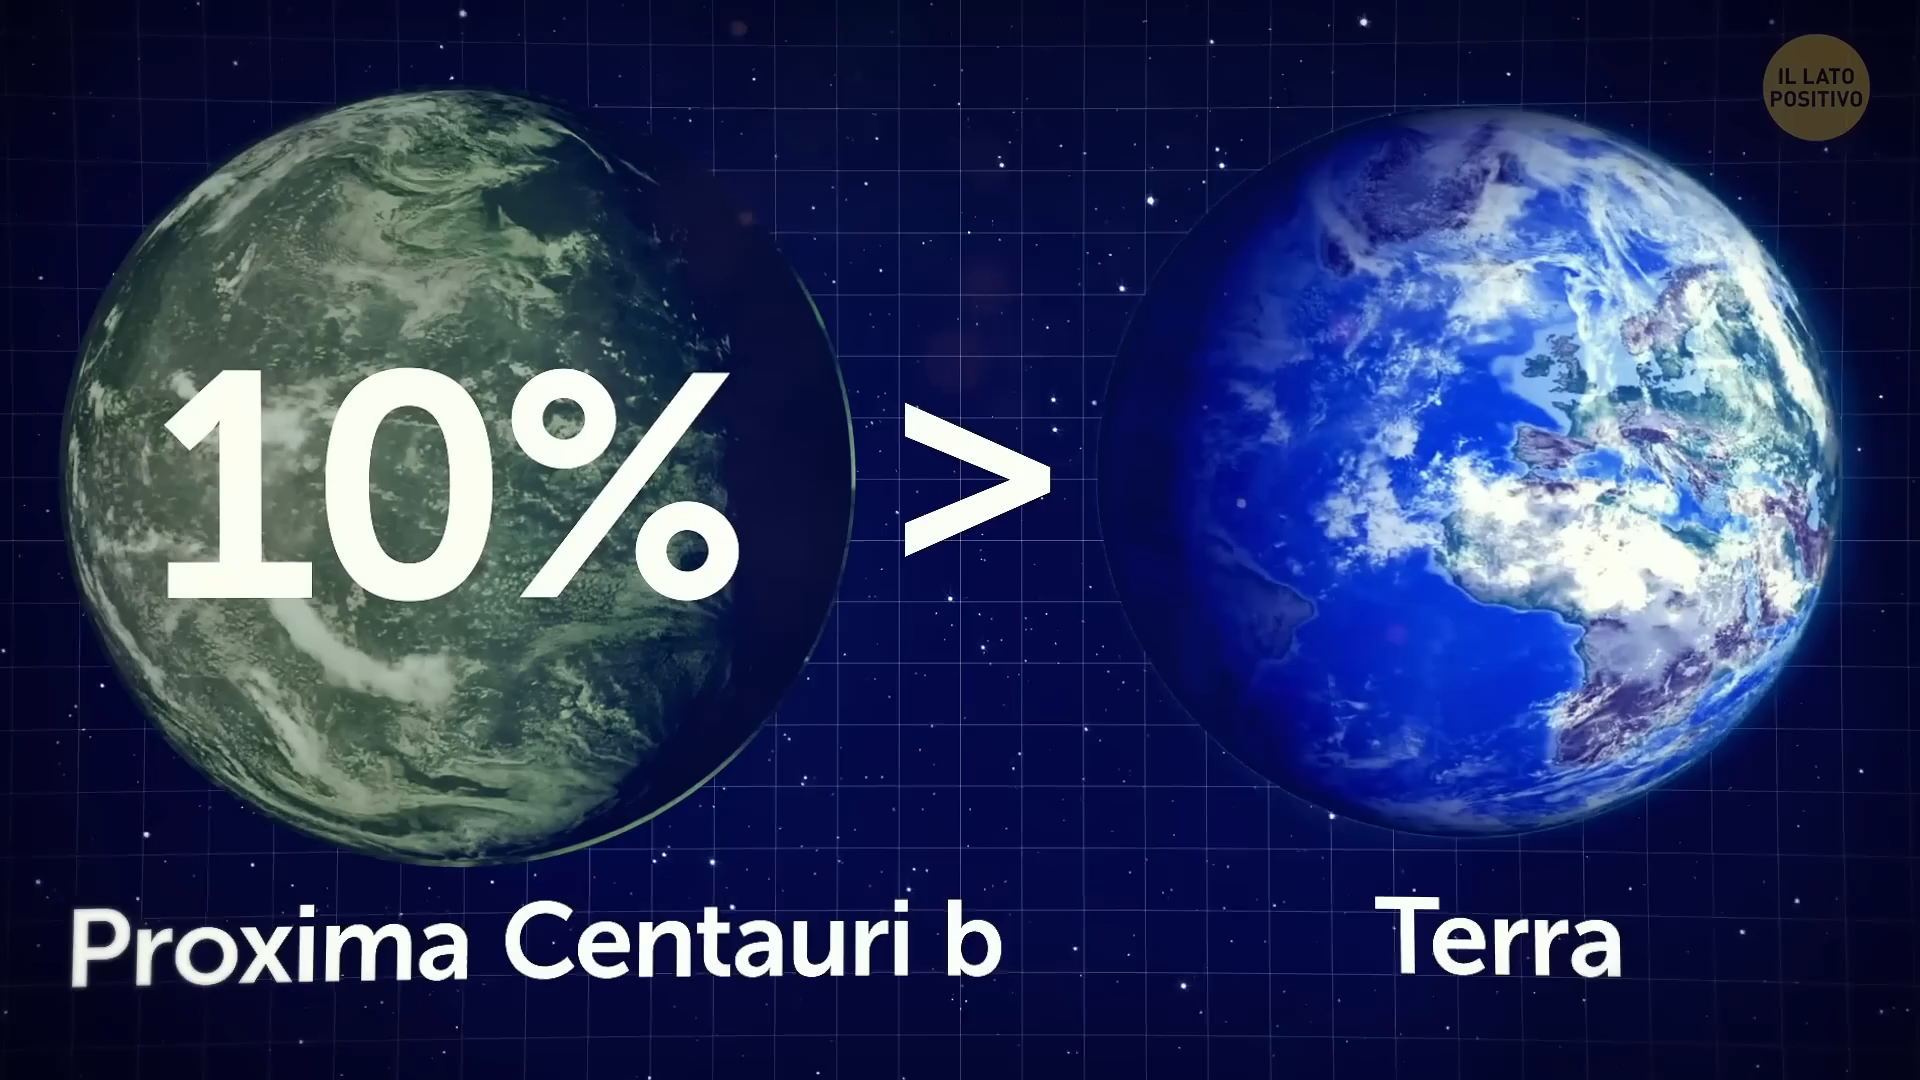 IL LATO
POSITIVO
10% >
Proxima Centauri b
Terra